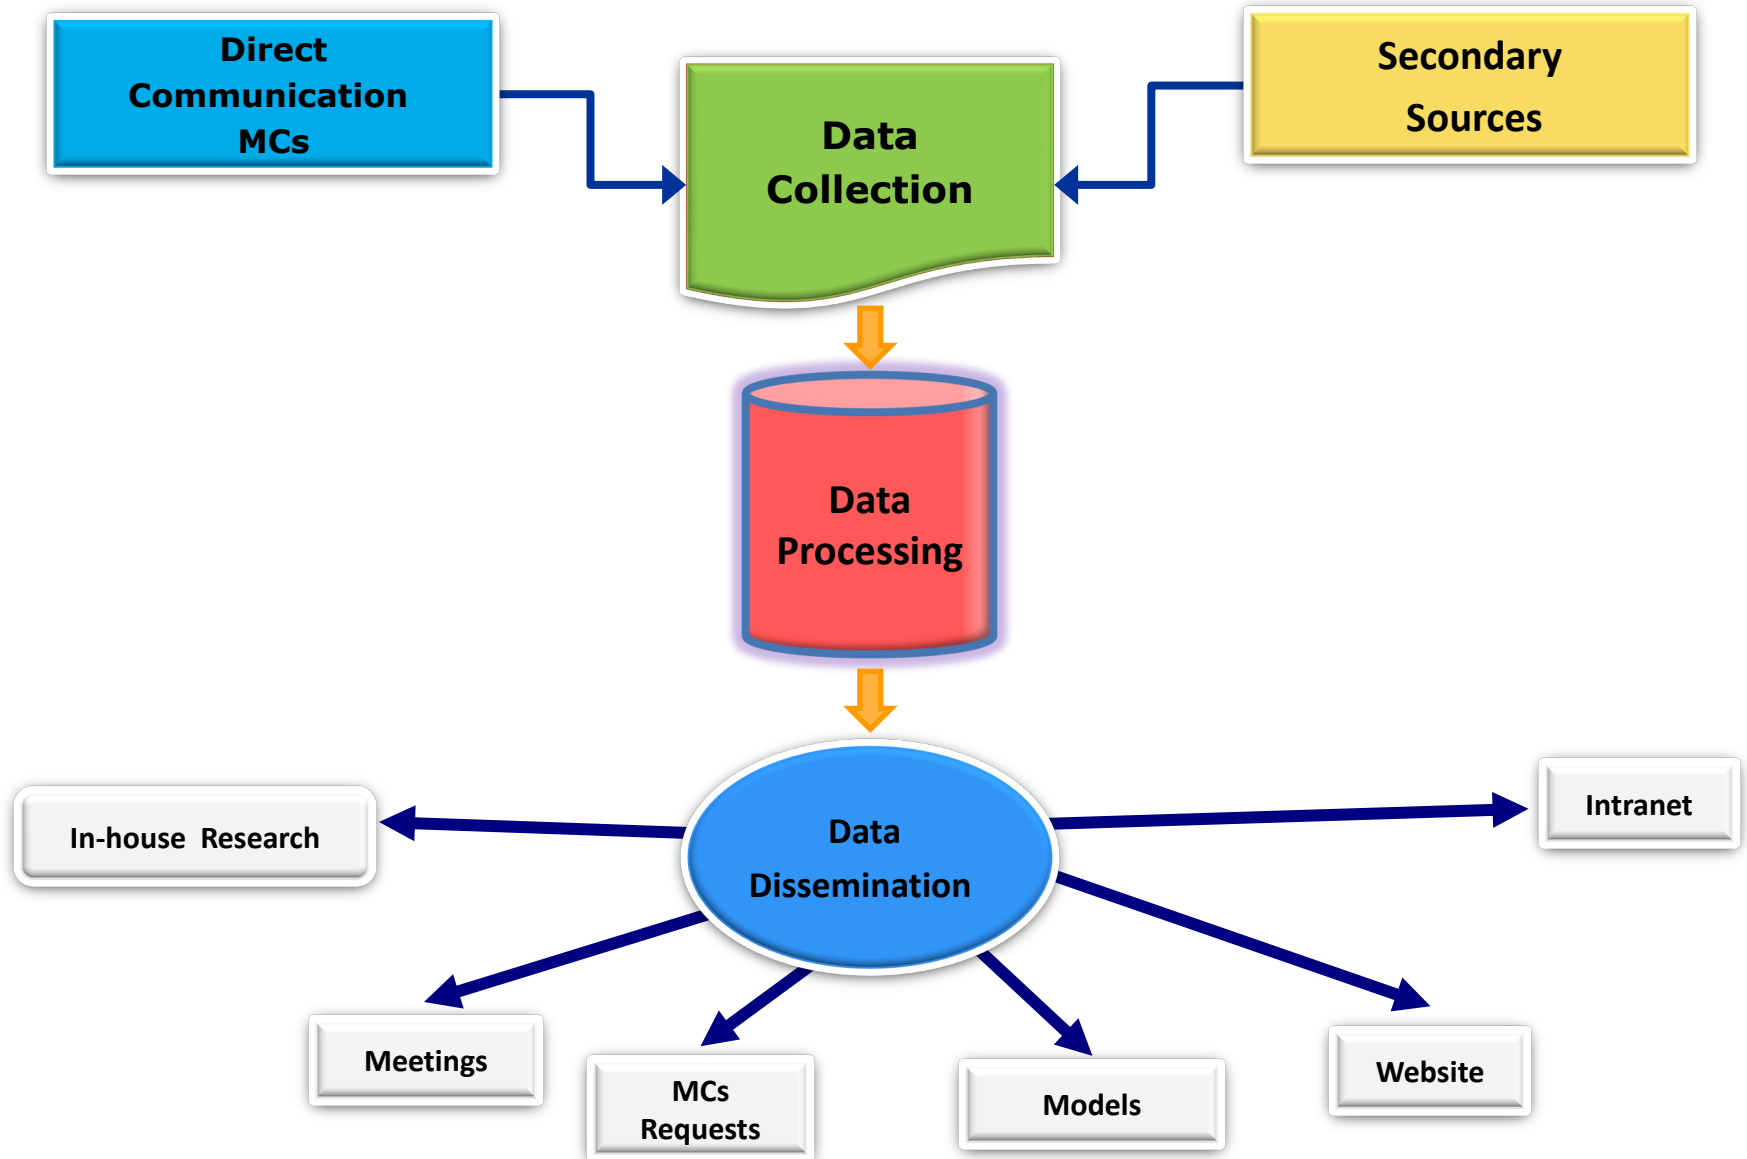 Direct
Communication
MCs
Data
Collection
Secondary
Sources
Data
Processing
Data
Dissemination
In-house  Research
Intranet
Meetings
MCs
Requests
Models
Website